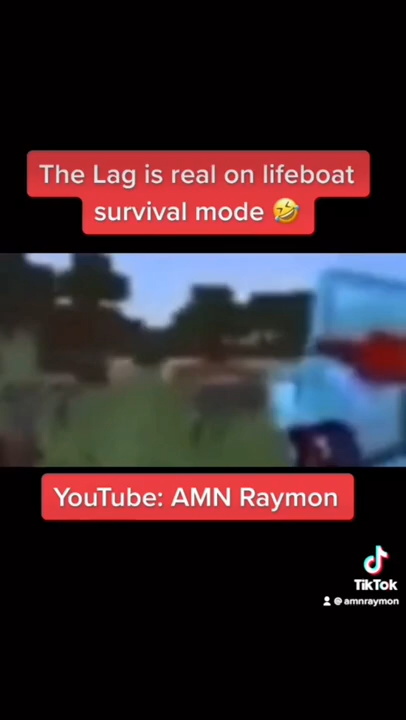 The Lag is real on lifeboat
survival mode 🤣
YouTube: AMN Raymon
TikTok
@amnraymon